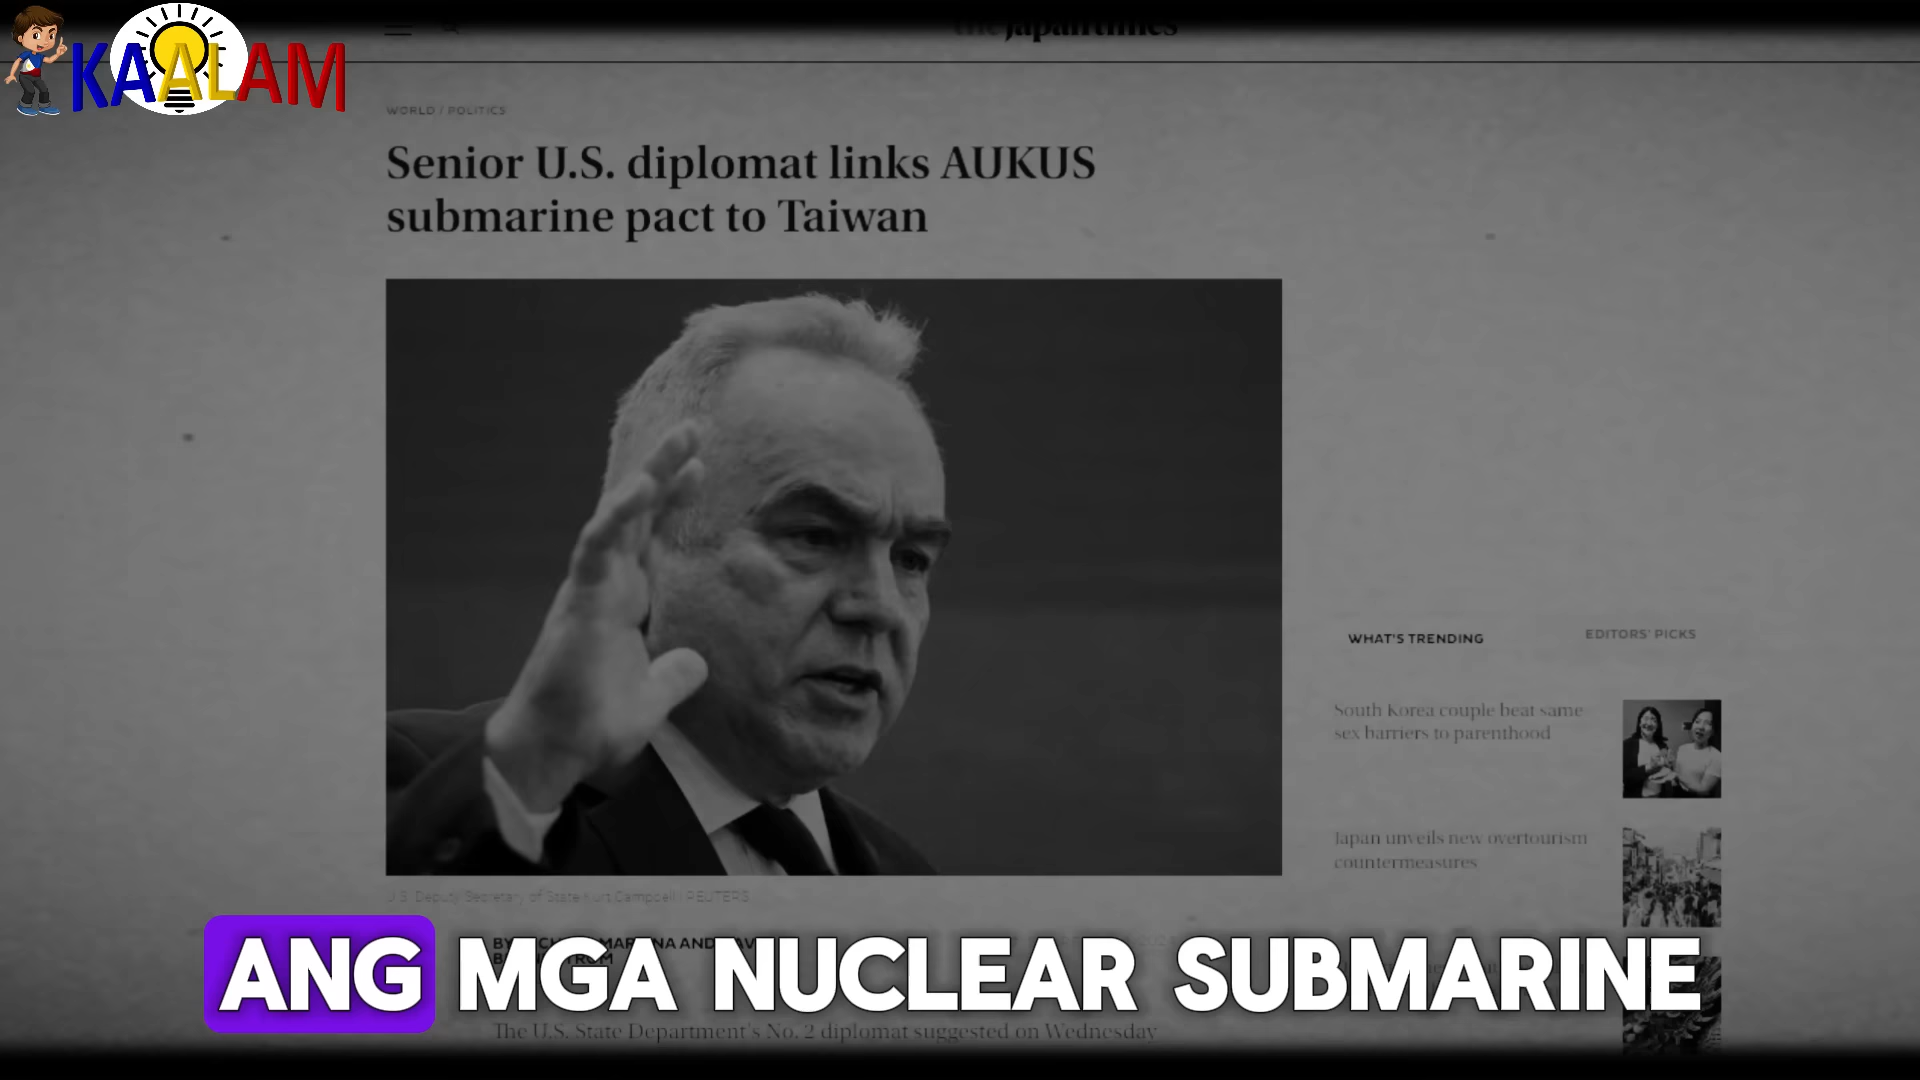 KAALAM
the japan times
WORLD / POLITICS
Senior U.S. diplomat links AUKUS
submarine pact to Taiwan
WHAT'S TRENDING
EDITORS' PICKS
South Korea couple beat same-
sex barriers to parenthood
Japan unveils new overtourism
countermeasures
U.S. Deputy Secretary of State Kurt Campbell | REUTERS
ANG MGA NUCLEAR SUBMARINE
The U.S. State Department's No. 2 diplomat suggested on Wednesday